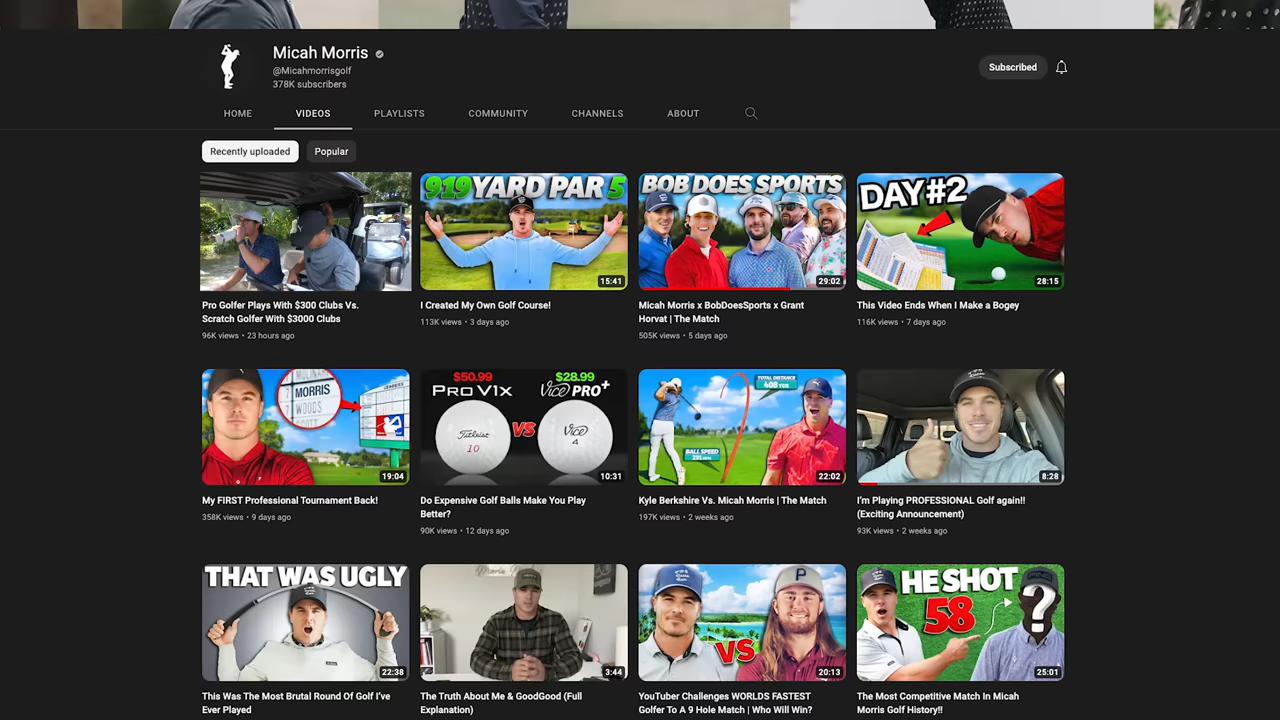 Micah Morris
@Micahmorrisgolf
378K subscribers
Subscribed
HOME VIDEOS PLAYLISTS COMMUNITY CHANNELS ABOUT
Recently uploaded Popular
919 YARD PAR 5
15:41
BOB DOES SPORTS
29:02
DAY #2
28:15
Pro Golfer Plays With $300 Clubs Vs.
Scratch Golfer With $3000 Clubs
96K views • 23 hours ago
I Created My Own Golf Course!
113K views • 3 days ago
Micah Morris x BobDoesSports x Grant
Horvat | The Match
505K views • 5 days ago
This Video Ends When I Make a Bogey
116K views • 7 days ago
MORRIS
WOODS
SCOTT
LEADERS
19:04
$50.99
PRO V1X
Titleist
10
VS
$28.99
Vice PRO+
Vice
4
10:31
TOTAL DISTANCE
408 YDS
BALL SPEED
22:02
8:28
My FIRST Professional Tournament Back!
358K views • 9 days ago
Do Expensive Golf Balls Make You Play
Better?
90K views • 12 days ago
Kyle Berkshire Vs. Micah Morris | The Match
197K views • 2 weeks ago
I'm Playing PROFESSIONAL Golf again!!
(Exciting Announcement)
93K views • 2 weeks ago
THAT WAS UGLY
22:38
3:44
VS
P
20:13
HE SHOT
58
?
25:01
This Was The Most Brutal Round Of Golf I've
Ever Played
The Truth About Me & GoodGood (Full
Explanation)
YouTuber Challenges WORLDS FASTEST
Golfer To A 9 Hole Match | Who Will Win?
The Most Competitive Match In Micah
Morris Golf History!!